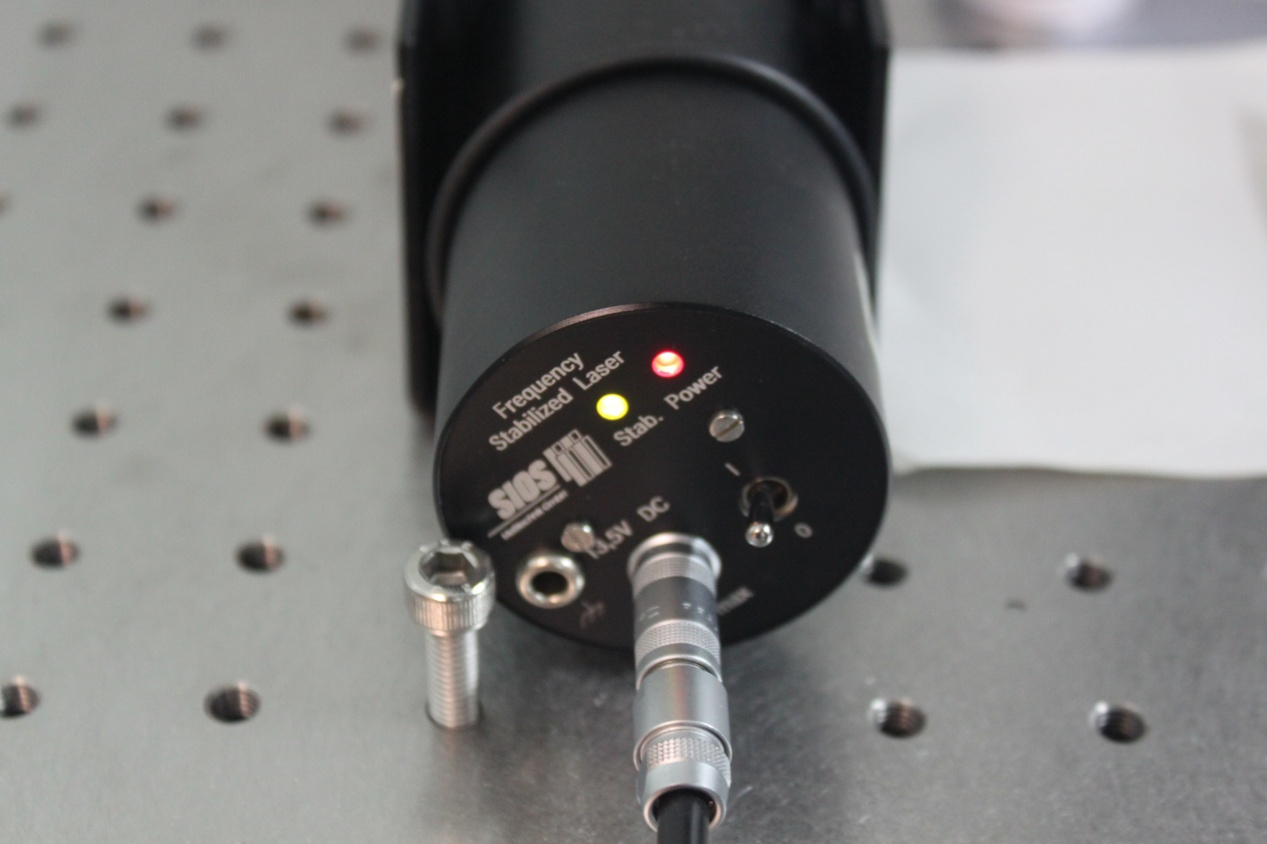 Frequency
Stabilized Laser
Stab. Power
SIOS
I
0
13,5V DC